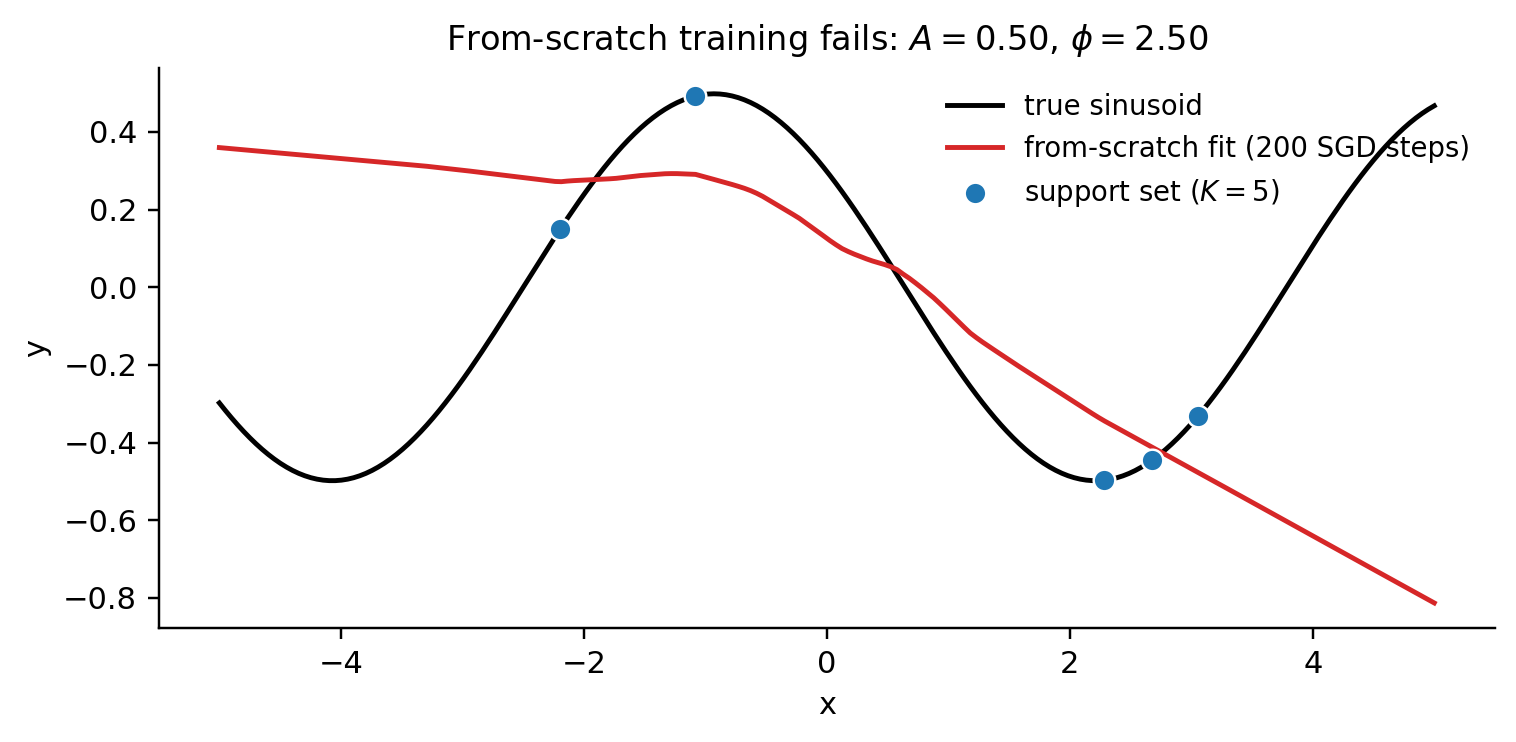 From-scratch training fails: A = 0.50, ϕ = 2.50
true sinusoid
from-scratch fit (200 SGD steps)
support set (K = 5)
y
0.4
0.2
0.0
−0.2
−0.4
−0.6
−0.8
−4
−2
0
2
4
x